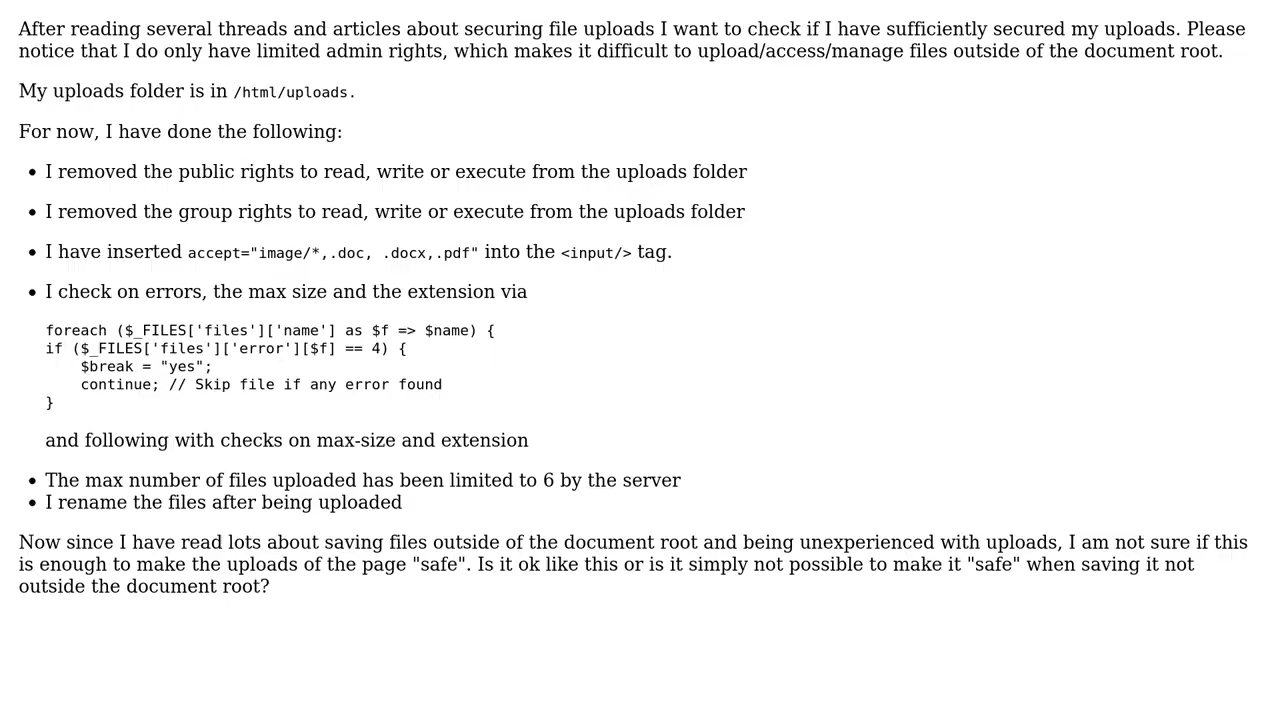 After reading several threads and articles about securing file uploads I want to check if I have sufficiently secured my uploads. Please
notice that I do only have limited admin rights, which makes it difficult to upload/access/manage files outside of the document root.
My uploads folder is in /html/uploads.
For now, I have done the following:
• I removed the public rights to read, write or execute from the uploads folder
• I removed the group rights to read, write or execute from the uploads folder
• I have inserted accept="image/*,.doc, .docx,.pdf" into the <input/> tag.
• I check on errors, the max size and the extension via
foreach ($_FILES['files']['name'] as $f => $name) {
if ($_FILES['files']['error'][$f] == 4) {
    $break = "yes";
    continue; // Skip file if any error found
}
and following with checks on max-size and extension
• The max number of files uploaded has been limited to 6 by the server
• I rename the files after being uploaded
Now since I have read lots about saving files outside of the document root and being unexperienced with uploads, I am not sure if this
is enough to make the uploads of the page "safe". Is it ok like this or is it simply not possible to make it "safe" when saving it not
outside the document root?